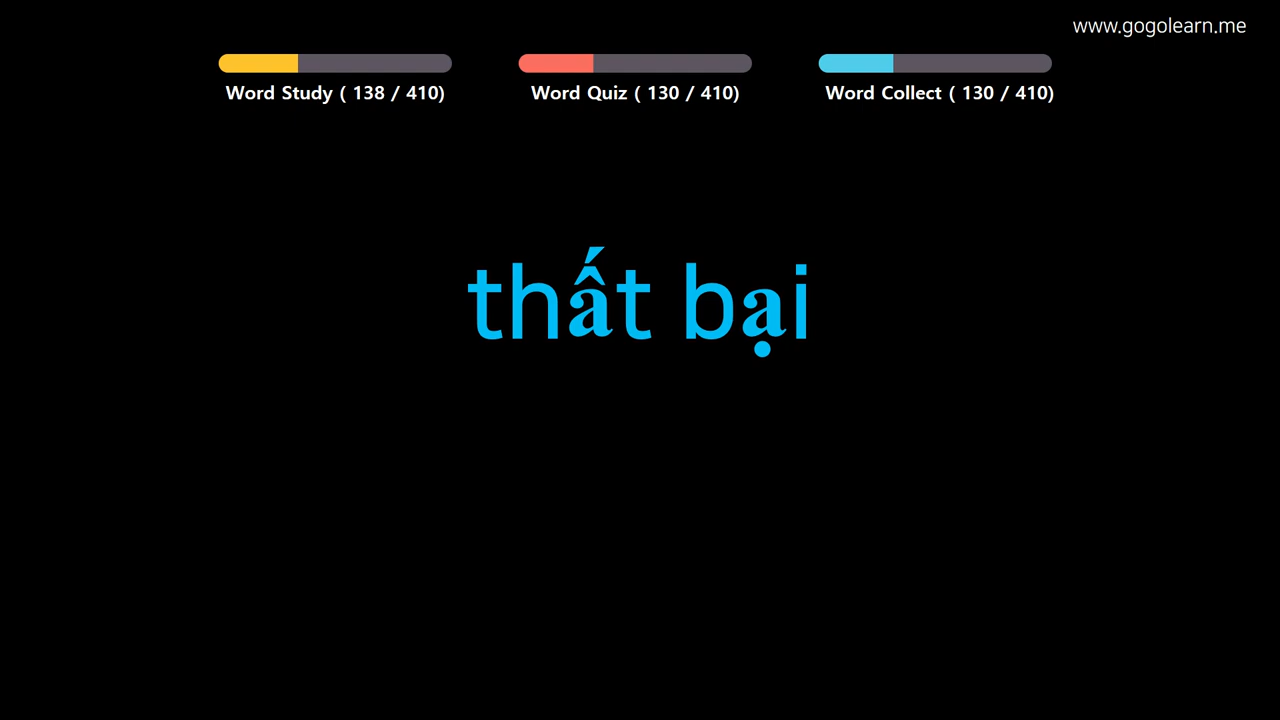 www.gogolearn.me
Word Study ( 138 / 410)
Word Quiz ( 130 / 410)
Word Collect ( 130 / 410)
thất bại